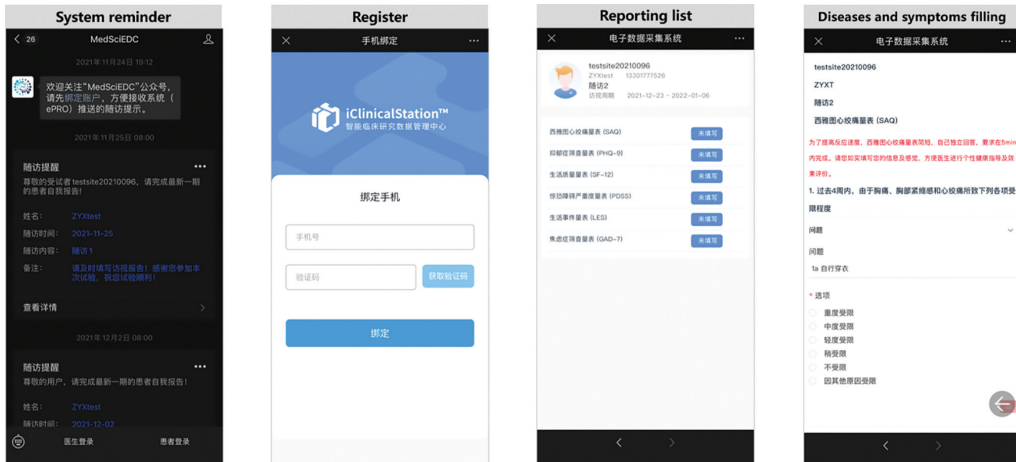 System reminder
26
MedSciEDC
2021年11月24日 19:12
欢迎关注"MedSciEDC"公众号,
请先绑定账户, 方便接收系统(
ePRO) 推送的随访提示。
2021年11月25日 08:00
随访提醒
尊敬的受试者testsite20210096, 请完成最新一期
的患者自我报告!
姓名: ZYXtest
随访时间: 2021-11-25
随访内容: 随访1
备注: 请及时填写访视报告! 感谢您参加本
次试验, 祝您试验顺利!
查看详情
2021年12月2日 08:00
随访提醒
尊敬的用户, 请完成最新一期的患者自我报告!
姓名: ZYXtest
随访时间: 2021-12-02
医生登录
患者登录
Register
手机绑定
iClinicalStation™
智能临床研究数据管理中心
绑定手机
手机号
验证码
获取验证码
绑定
Reporting list
电子数据采集系统
testsite20210096
ZYXtest 13301777526
随访2
访视周期 2021-12-23 - 2022-01-06
西雅图心绞痛量表 (SAQ) 未填写
抑郁症筛查量表 (PHQ-9) 未填写
生活质量量表 (SF-12) 未填写
惊恐障碍严重度量表 (PDSS) 未填写
生活事件量表 (LES) 未填写
焦虑症筛查量表 (GAD-7) 未填写
Diseases and symptoms filling
电子数据采集系统
testsite20210096
ZYXT
随访2
西雅图心绞痛量表 (SAQ)
为了提高反应速度, 西雅图心绞痛量表简短、自己独立回答、要求在5min
内完成。请您如实填写您的信息及感觉, 方便医生进行个性健康指导及效
果评价。
1. 过去4周内, 由于胸痛、胸部紧缩感和心绞痛所致下列各项受
限程度
问题
问题
1a 自行穿衣
* 选项
重度受限
中度受限
轻度受限
稍受限
不受限
因其他原因受限